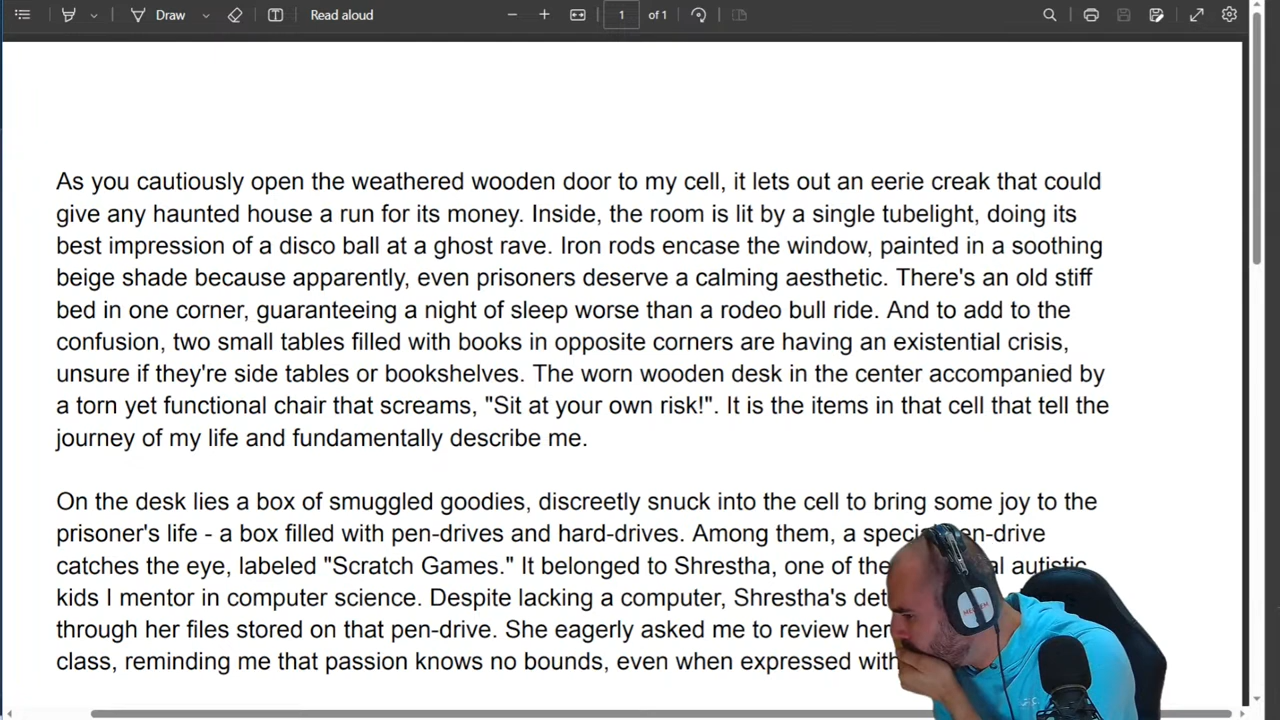 Draw
Read aloud
1
of 1
As you cautiously open the weathered wooden door to my cell, it lets out an eerie creak that could
give any haunted house a run for its money. Inside, the room is lit by a single tubelight, doing its
best impression of a disco ball at a ghost rave. Iron rods encase the window, painted in a soothing
beige shade because apparently, even prisoners deserve a calming aesthetic. There's an old stiff
bed in one corner, guaranteeing a night of sleep worse than a rodeo bull ride. And to add to the
confusion, two small tables filled with books in opposite corners are having an existential crisis,
unsure if they're side tables or bookshelves. The worn wooden desk in the center accompanied by
a torn yet functional chair that screams, "Sit at your own risk!". It is the items in that cell that tell the
journey of my life and fundamentally describe me.
On the desk lies a box of smuggled goodies, discreetly snuck into the cell to bring some joy to the
prisoner's life - a box filled with pen-drives and hard-drives. Among them, a special pen-drive
catches the eye, labeled "Scratch Games." It belonged to Shrestha, one of the autistic
kids I mentor in computer science. Despite lacking a computer, Shrestha's
through her files stored on that pen-drive. She eagerly asked me to review her
class, reminding me that passion knows no bounds, even when expressed